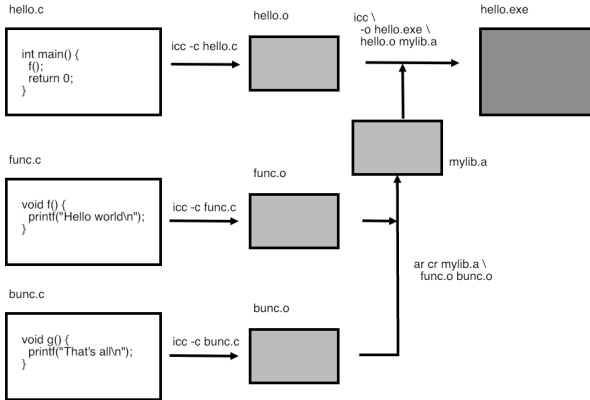 hello.c
int main() {
f();
return 0;
}
icc -c hello.c
hello.o
icc \
-o hello.exe \
hello.o mylib.a
hello.exe
mylib.a
func.c
void f() {
printf("Hello world\n");
}
icc -c func.c
func.o
ar cr mylib.a \
func.o bunc.o
bunc.c
void g() {
printf("That's all\n");
}
icc -c bunc.c
bunc.o